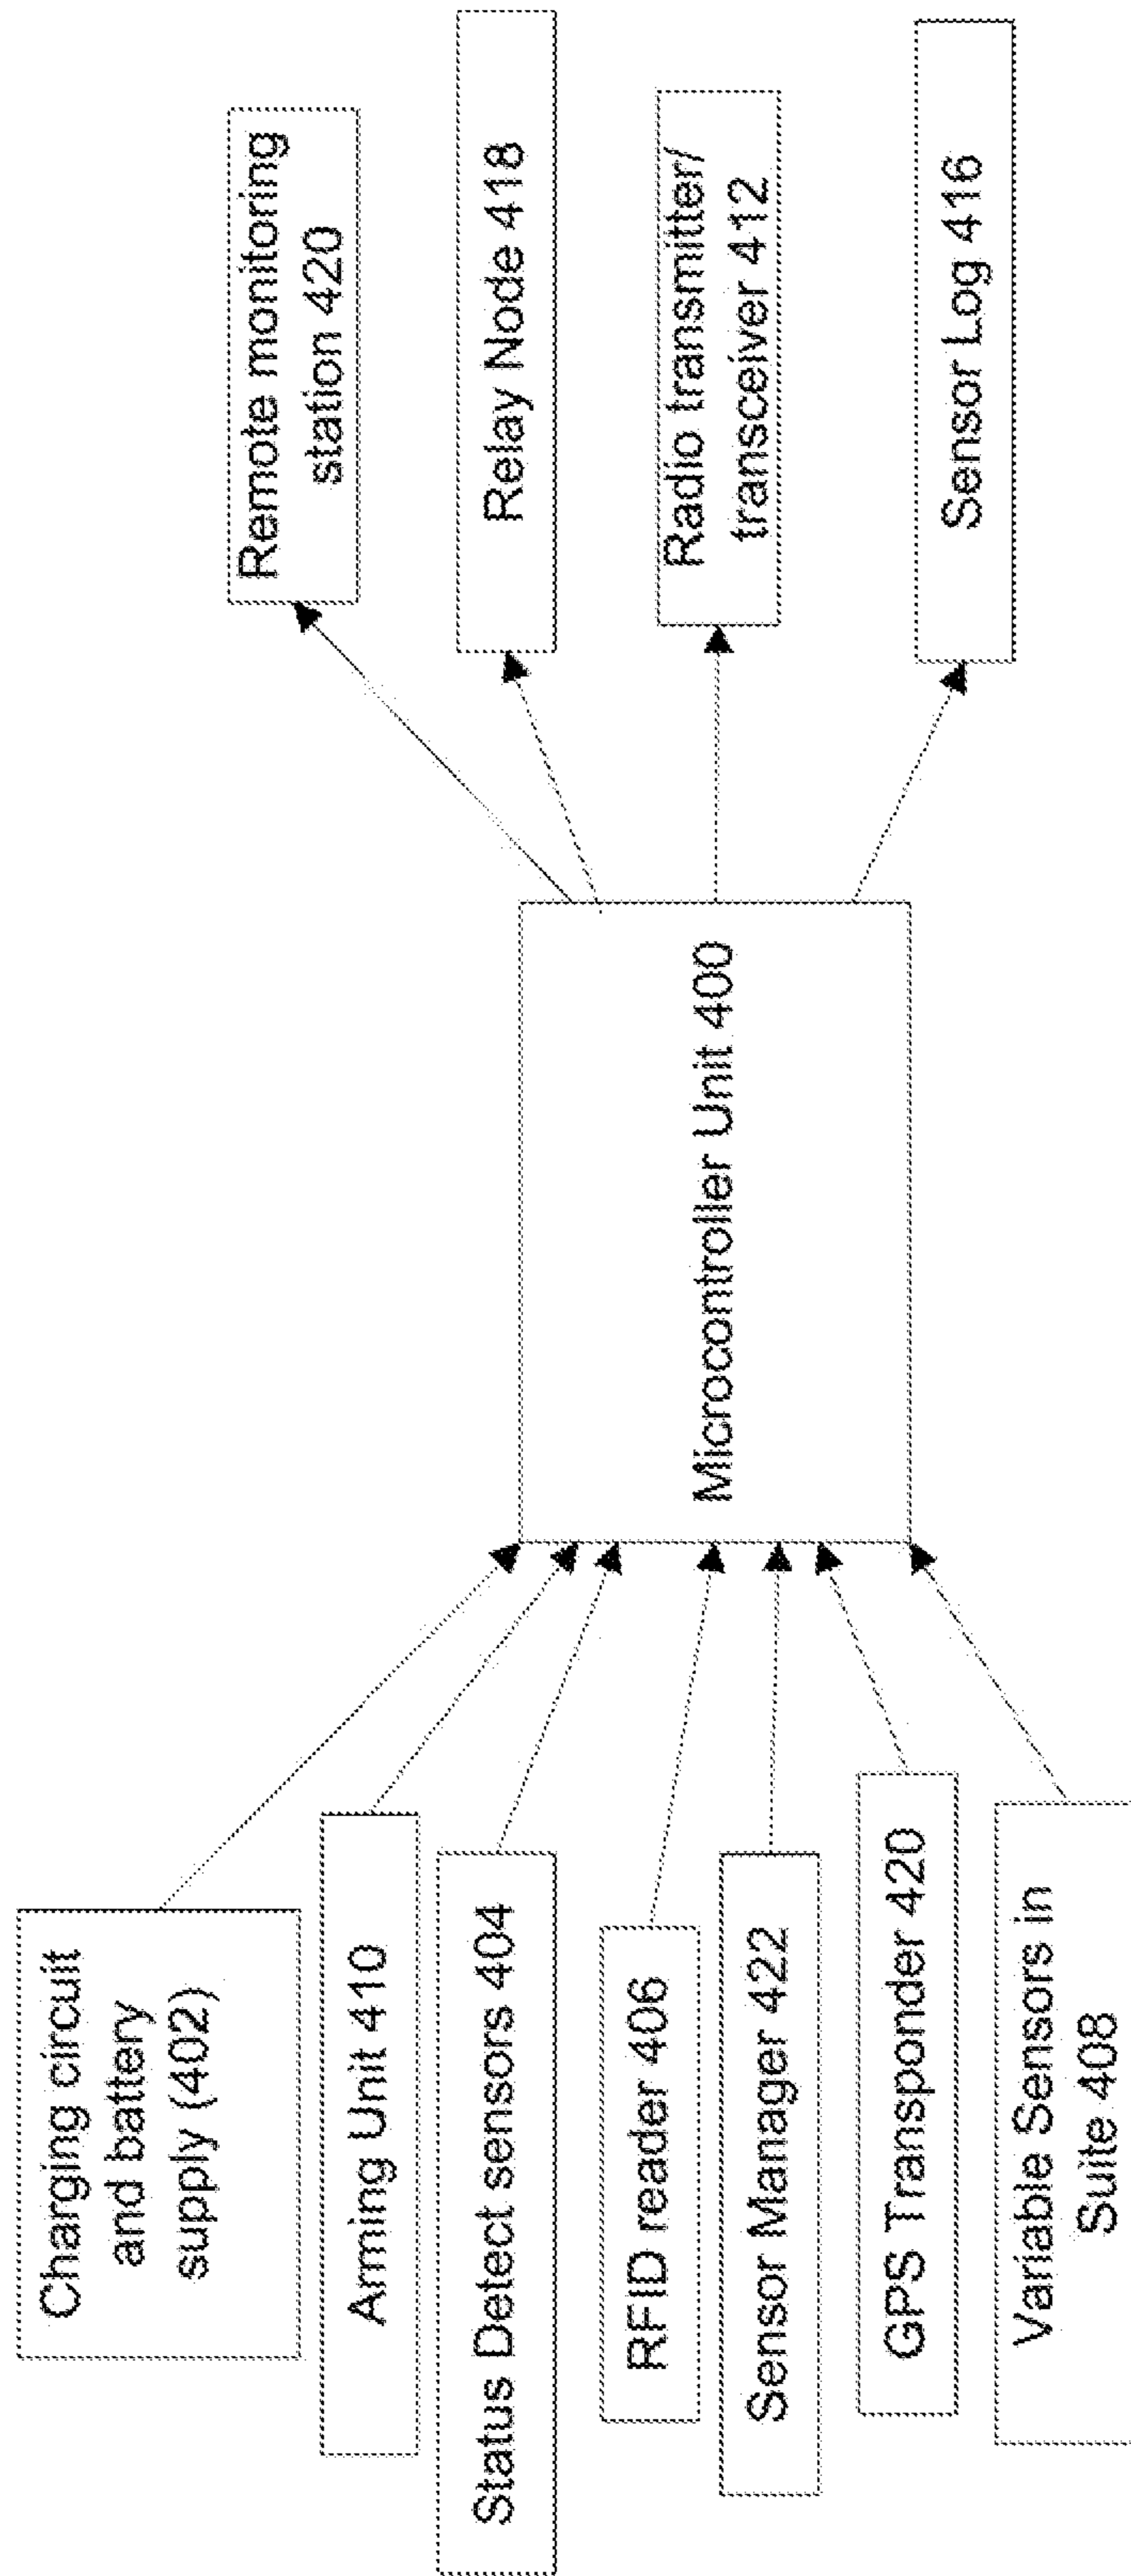 Charging circuit
and battery
supply (402)
Arming Unit 410
Status Detect sensors 404
RFID reader 406
Sensor Manager 422
GPS Transponder 420
Variable Sensors in
Suite 408
Microcontroller Unit 400
Remote monitoring
station 420
Relay Node 418
Radio transmitter/
transceiver 412
Sensor Log 416